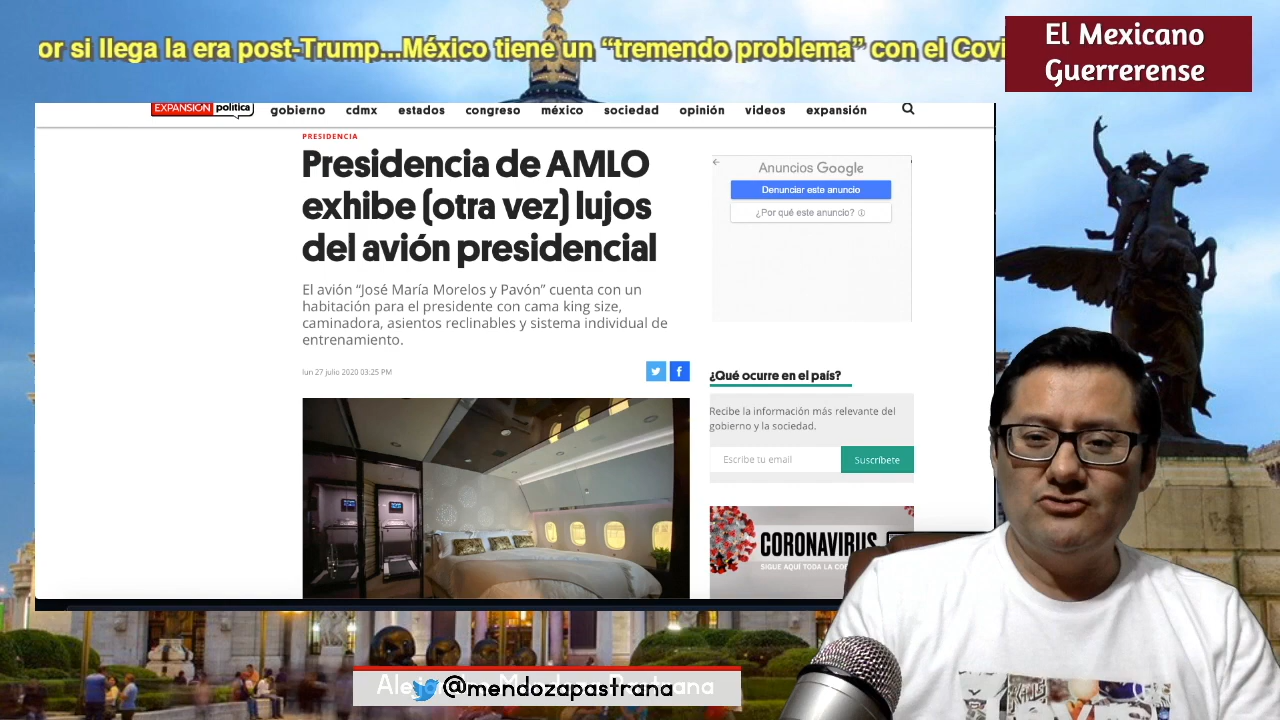 or si llega la era post-Trump...México tiene un “tremendo problema” con el Covi
El Mexicano
Guerrerense
EXPANSIÓN política
gobierno cdmx estados congreso méxico sociedad opinión videos expansión
PRESIDENCIA
Presidencia de AMLO
exhibe (otra vez) lujos
del avión presidencial
El avión “José María Morelos y Pavón” cuenta con un
habitación para el presidente con cama king size,
caminadora, asientos reclinables y sistema individual de
entrenamiento.
lun 27 julio 2020 03:25 PM
Anuncios Google
Denunciar este anuncio
¿Por qué este anuncio?
¿Qué ocurre en el país?
Recibe la información más relevante del
gobierno y la sociedad.
Escribe tu email
Suscríbete
CORONAVIRUS
SIGUE AQUÍ TODA LA
@mendozapastrana